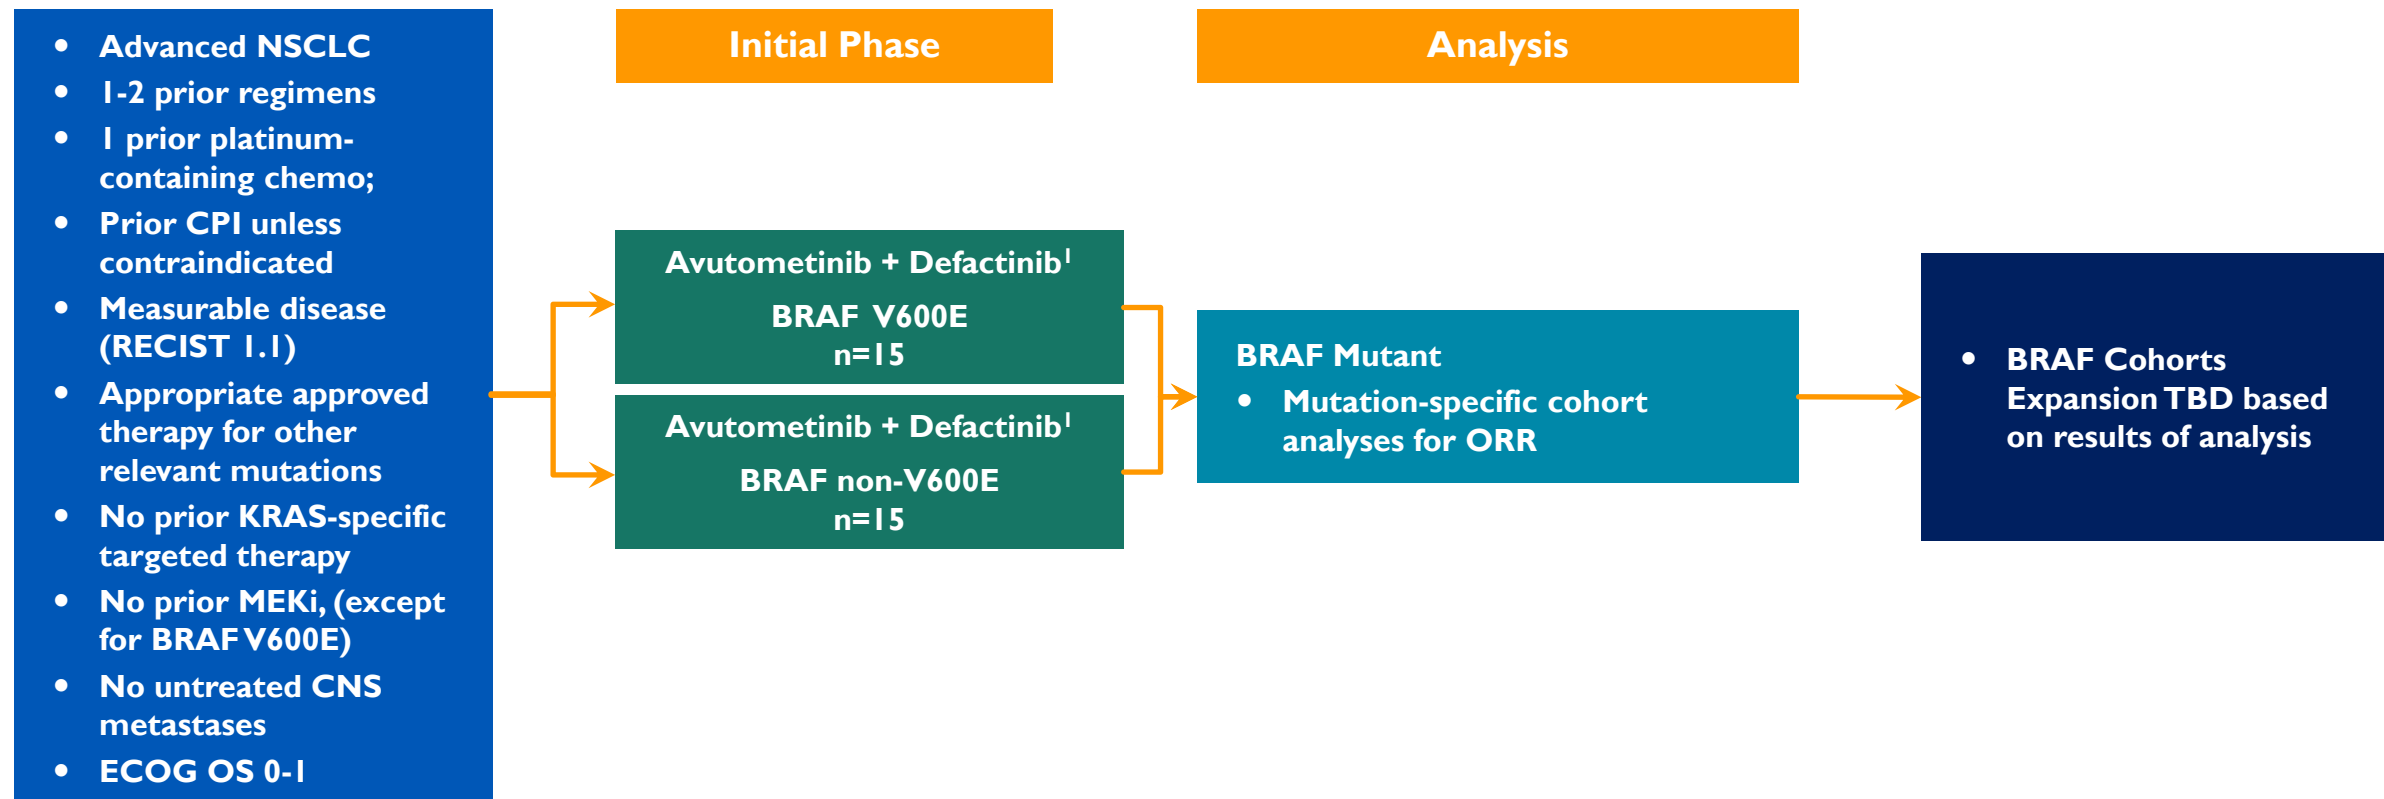 • Advanced NSCLC
• 1-2 prior regimens
• 1 prior platinum-
containing chemo;
• Prior CPI unless
contraindicated
• Measurable disease
(RECIST 1.1)
• Appropriate approved
therapy for other
relevant mutations
• No prior KRAS-specific
targeted therapy
• No prior MEKi, (except
for BRAF V600E)
• No untreated CNS
metastases
• ECOG OS 0-1
Initial Phase
Avutometinib + Defactinib¹
BRAF V600E
n=15
Avutometinib + Defactinib¹
BRAF non-V600E
n=15
Analysis
BRAF Mutant
• Mutation-specific cohort
analyses for ORR
• BRAF Cohorts
Expansion TBD based
on results of analysis